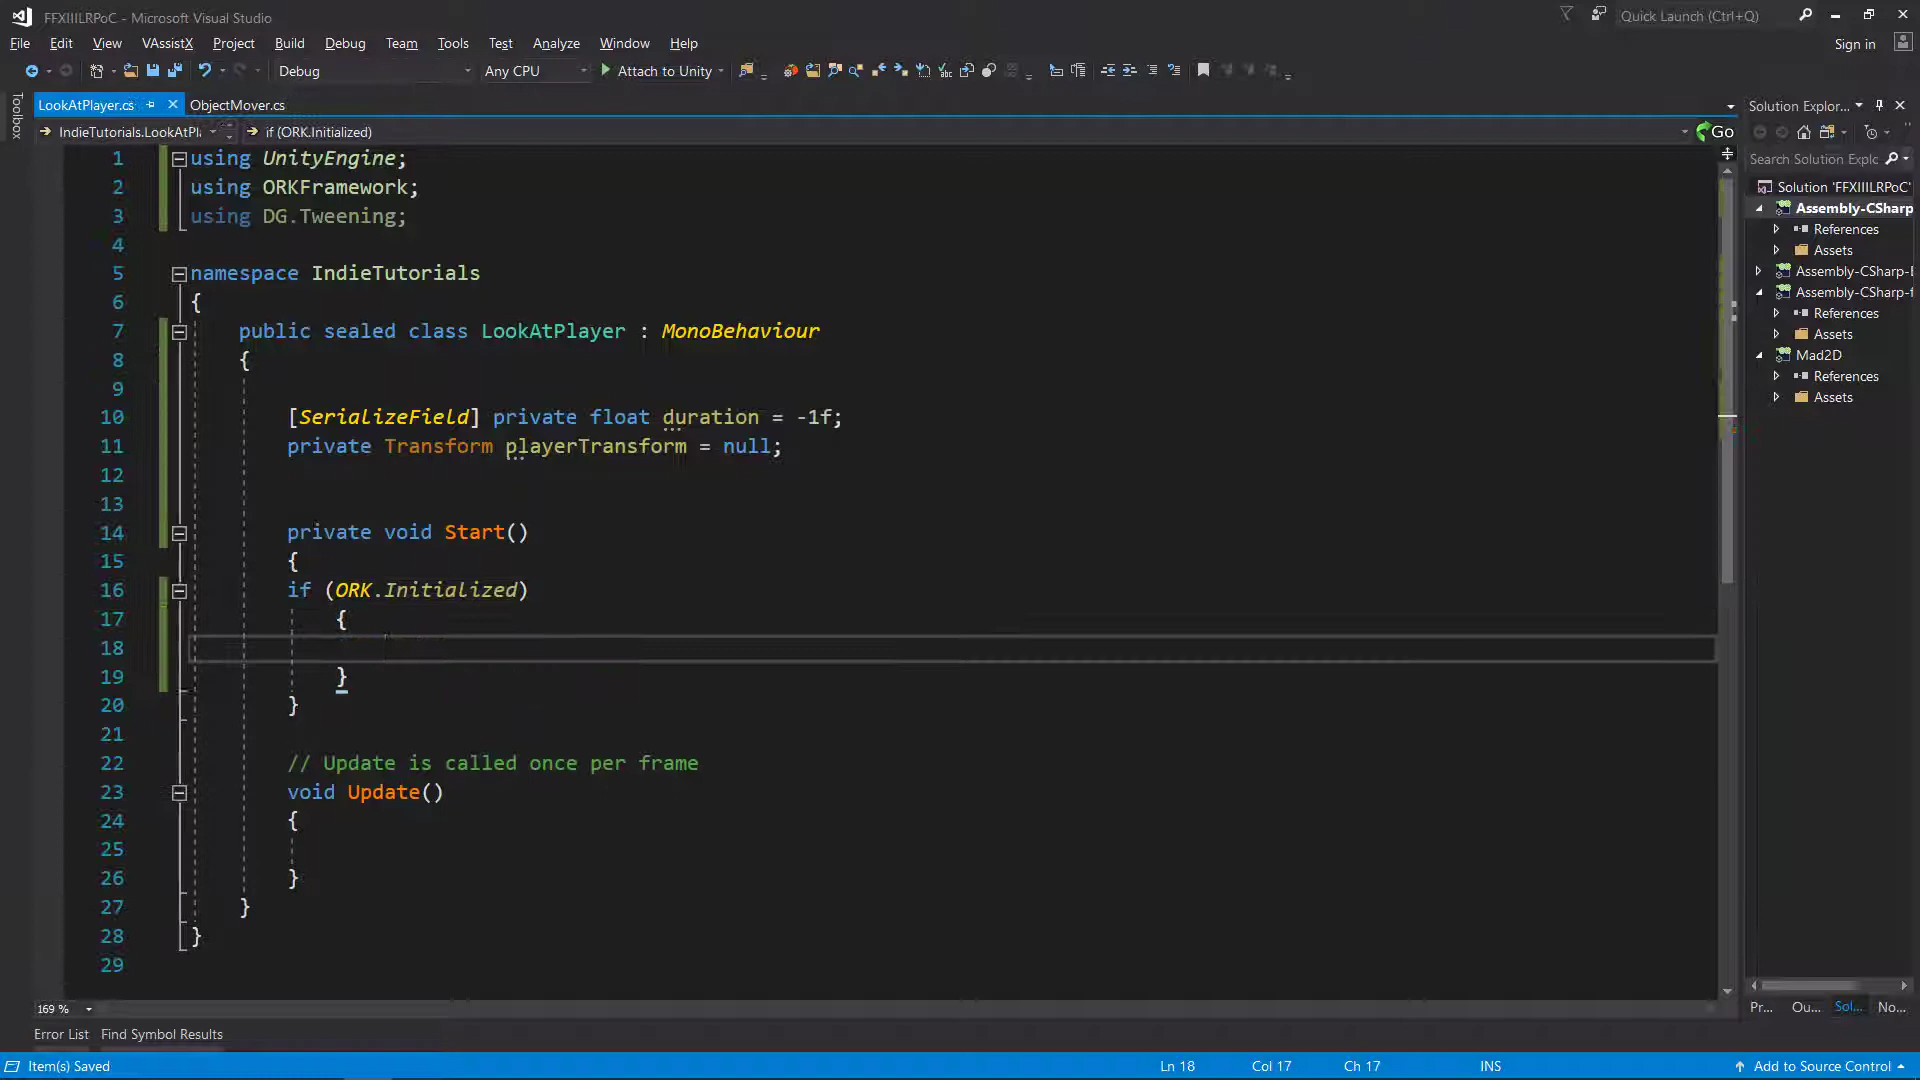 FFXIIILRPoC - Microsoft Visual Studio
Quick Launch (Ctrl+Q)
File Edit View VAssistX Project Build Debug Team Tools Test Analyze Window Help
Sign in
Debug Any CPU Attach to Unity
Toolbox
LookAtPlayer.cs ObjectMover.cs
IndieTutorials.LookAtPl if (ORK.Initialized)
Go
1 using UnityEngine;
2 using ORKFramework;
3 using DG.Tweening;
4
5 namespace IndieTutorials
6 {
7 public sealed class LookAtPlayer : MonoBehaviour
8 {
9
10 [SerializeField] private float duration = -1f;
11 private Transform playerTransform = null;
12
13
14 private void Start()
15 {
16 if (ORK.Initialized)
17 {
18
19 }
20 }
21
22 // Update is called once per frame
23 void Update()
24 {
25
26 }
27 }
28 }
29
169 %
Error List Find Symbol Results
Item(s) Saved
Ln 18 Col 17 Ch 17 INS
Add to Source Control
Solution Explor...
Search Solution Explc
Solution 'FFXIIILRPoC'
Assembly-CSharp
References
Assets
Assembly-CSharp-E
Assembly-CSharp-f
References
Assets
Mad2D
References
Assets
Pr... Ou... Sol... No...